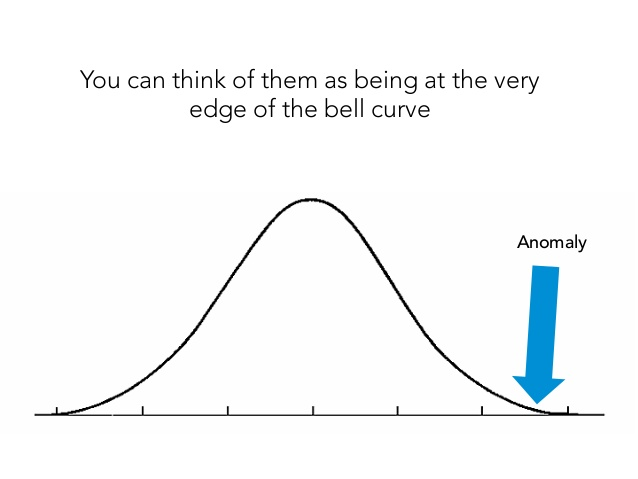 You can think of them as being at the very
edge of the bell curve
Anomaly